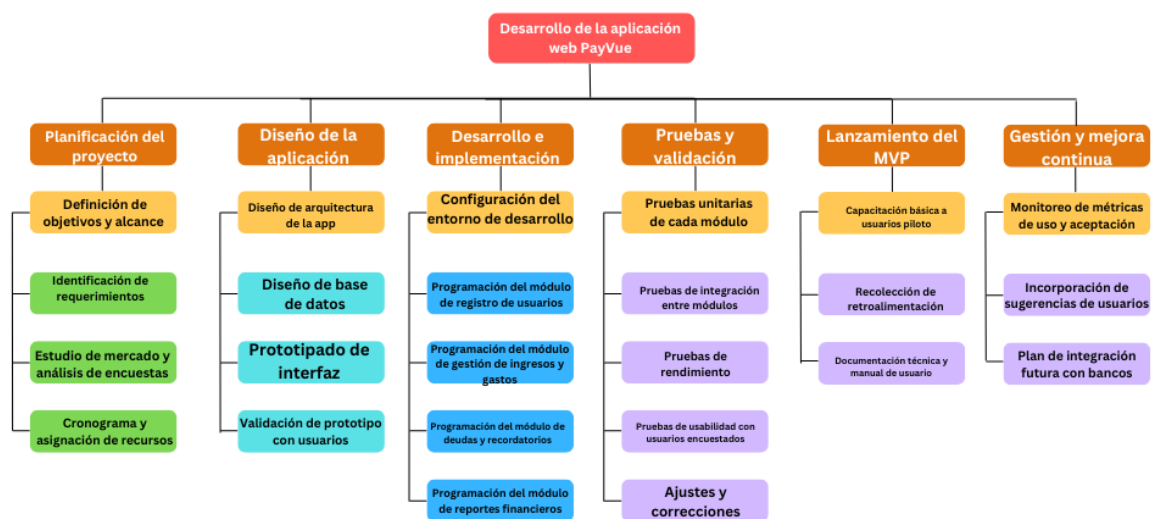 Desarrollo de la aplicación
web PayVue
Planificación del
proyecto
Definición de
objetivos y alcance
Identificación de
requerimientos
Estudio de mercado y
análisis de encuestas
Cronograma y
asignación de recursos
Diseño de la
aplicación
Diseño de arquitectura
de la app
Diseño de base
de datos
Prototipado de
interfaz
Validación de prototipo
con usuarios
Desarrollo e
implementación
Configuración del
entorno de desarrollo
Programación del módulo
de registro de usuarios
Programación del módulo
de gestión de ingresos y
gastos
Programación del módulo de
deudas y recordatorios
Programación del módulo
de reportes financieros
Pruebas y
validación
Pruebas unitarias
de cada módulo
Pruebas de integración
entre módulos
Pruebas de
rendimiento
Pruebas de usabilidad con
usuarios encuestados
Ajustes y
correcciones
Lanzamiento del
MVP
Capacitación básica a
usuarios piloto
Recolección de
retroalimentación
Documentación técnica y
manual de usuario
Gestión y mejora
continua
Monitoreo de métricas
de uso y aceptación
Incorporación de
sugerencias de usuarios
Plan de integración
futura con bancos